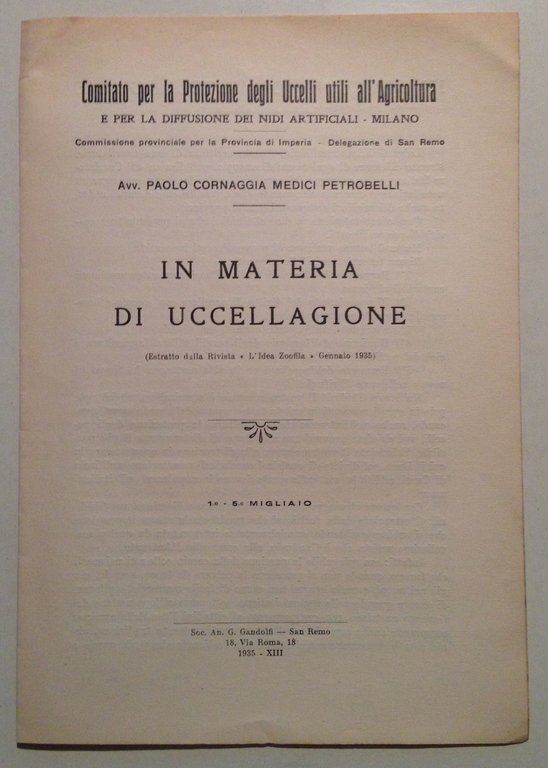 Comitato per la Protezione degli Uccelli utili all'Agricoltura
E PER LA DIFFUSIONE DEI NIDI ARTIFICIALI - MILANO
Commissione provinciale per la Provincia di Imperia - Delegazione di San Remo
Avv. PAOLO CORNAGGIA MEDICI PETROBELLI
IN MATERIA
DI UCCELLAGIONE
(Estratto dalla Rivista « L'Idea Zoofila » Gennaio 1935)
1.o - 5.o MIGLIAIO
Soc. An. G. Gandolfi — San Remo
18, Via Roma, 18
1935 - XIII